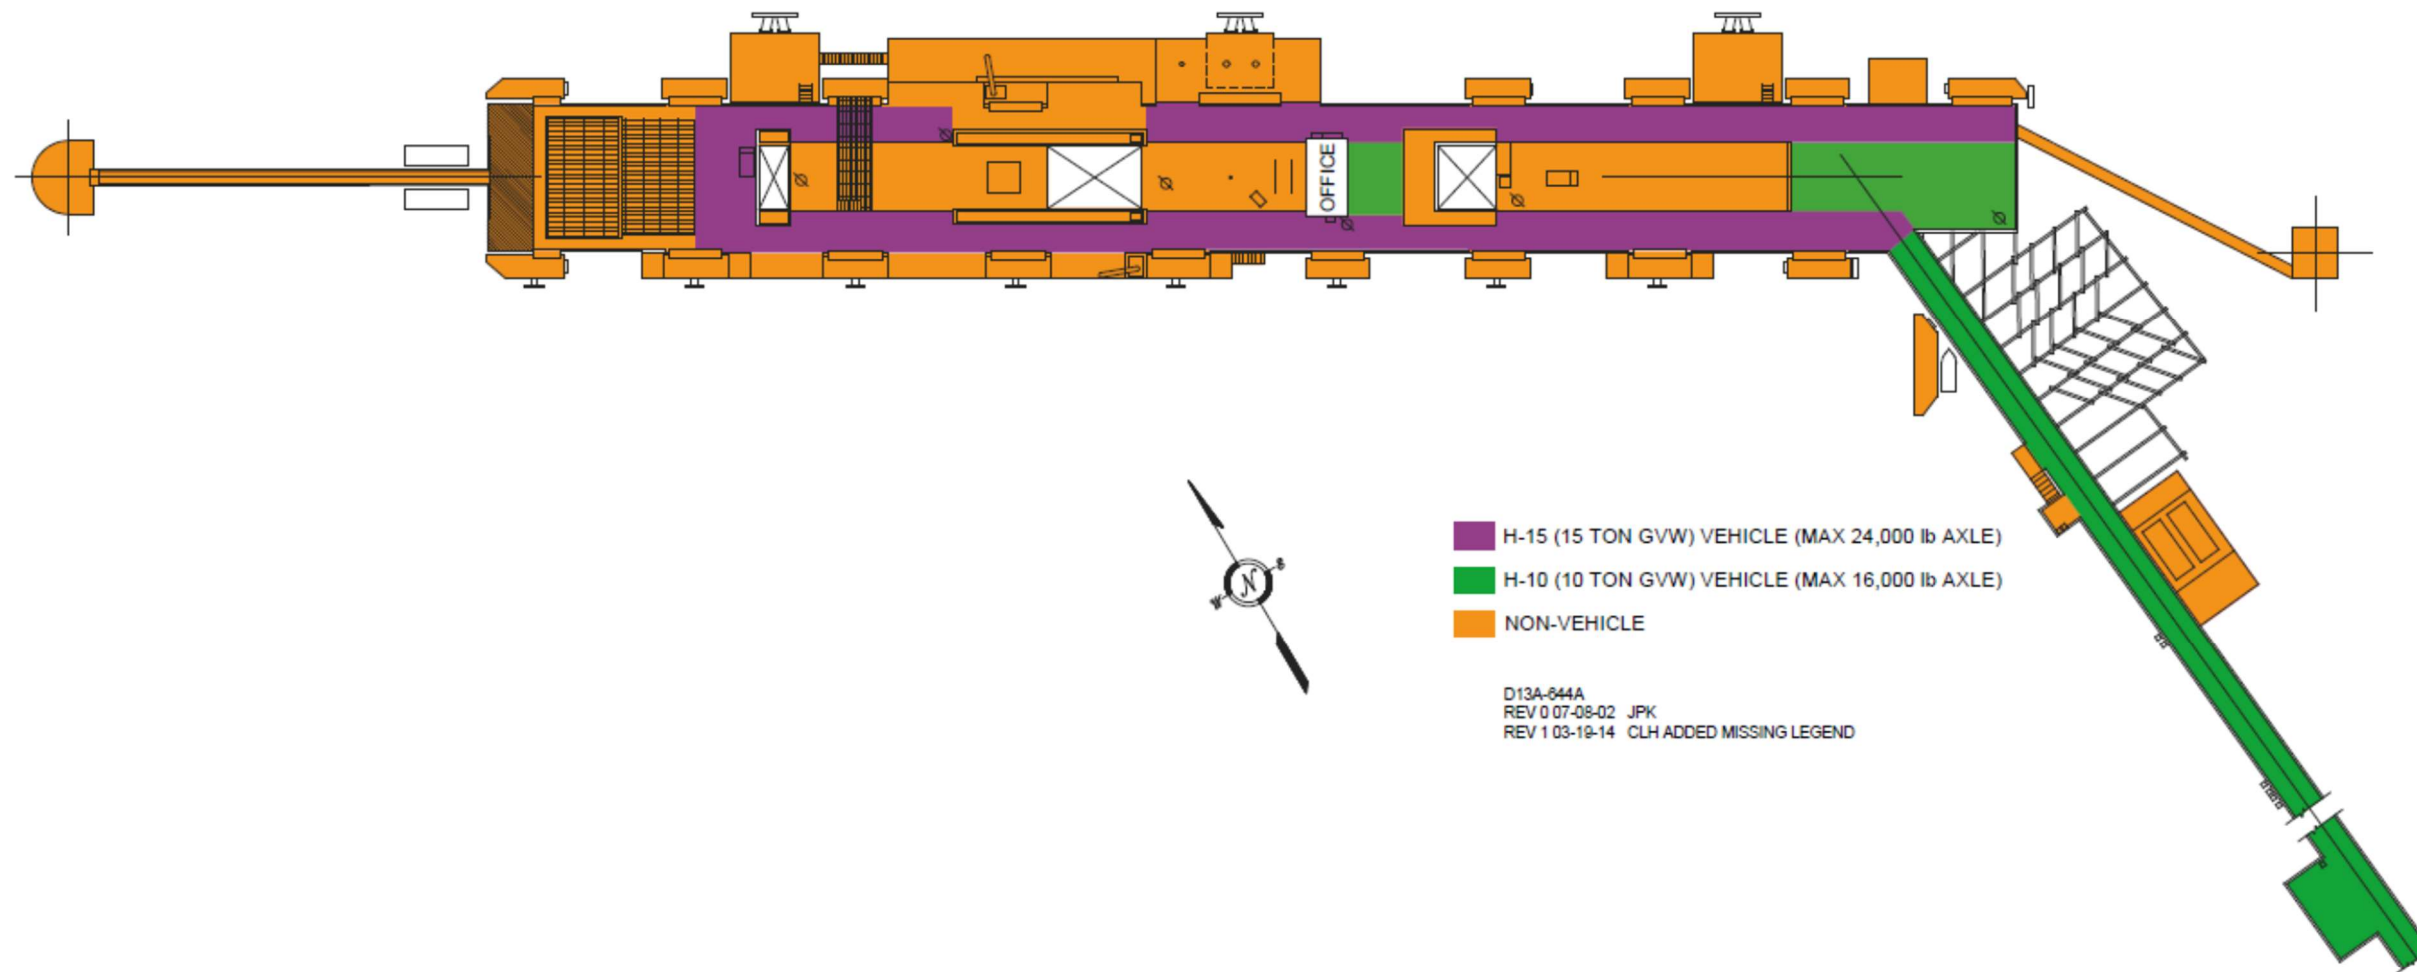 OFFICE
N
S
W
H-15 (15 TON GVW) VEHICLE (MAX 24,000 lb AXLE)
H-10 (10 TON GVW) VEHICLE (MAX 16,000 lb AXLE)
NON-VEHICLE
D13A-644A
REV 0 07-08-02 JPK
REV 1 03-19-14 CLH ADDED MISSING LEGEND